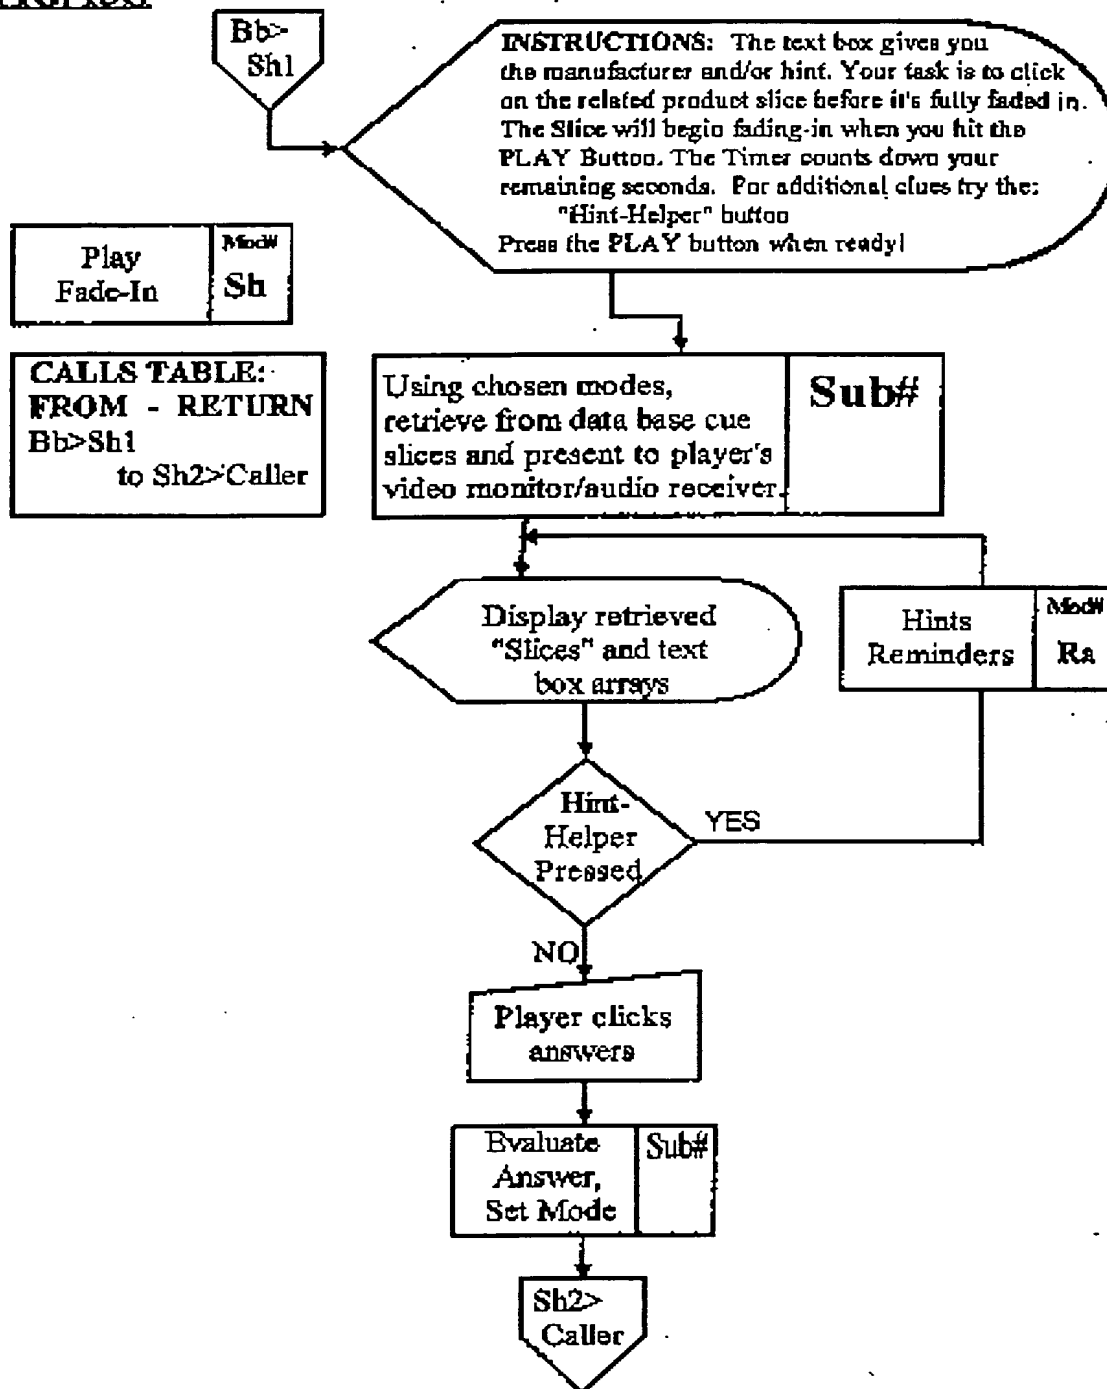 Bb>
Sh1
INSTRUCTIONS: The text box gives you
the manufacturer and/or hint. Your task is to click
on the related product slice before it's fully faded in.
The Slice will begin fading-in when you hit the
PLAY Button. The Timer counts down your
remaining seconds. For additional clues try the:
"Hint-Helper" button
Press the PLAY button when ready!
Play
Fade-In
Mod#
Sh
CALLS TABLE:
FROM - RETURN
Bb>Sh1
to Sh2>Caller
Using chosen modes,
retrieve from data base cue
slices and present to player's
video monitor/audio receiver.
Sub#
Display retrieved
"Slices" and text
box arrays
Hints
Reminders
Mod#
Ra
Hint-
Helper
Pressed
YES
NO
Player clicks
answers
Evaluate
Answer,
Set Mode
Sub#
Sh2>
Caller